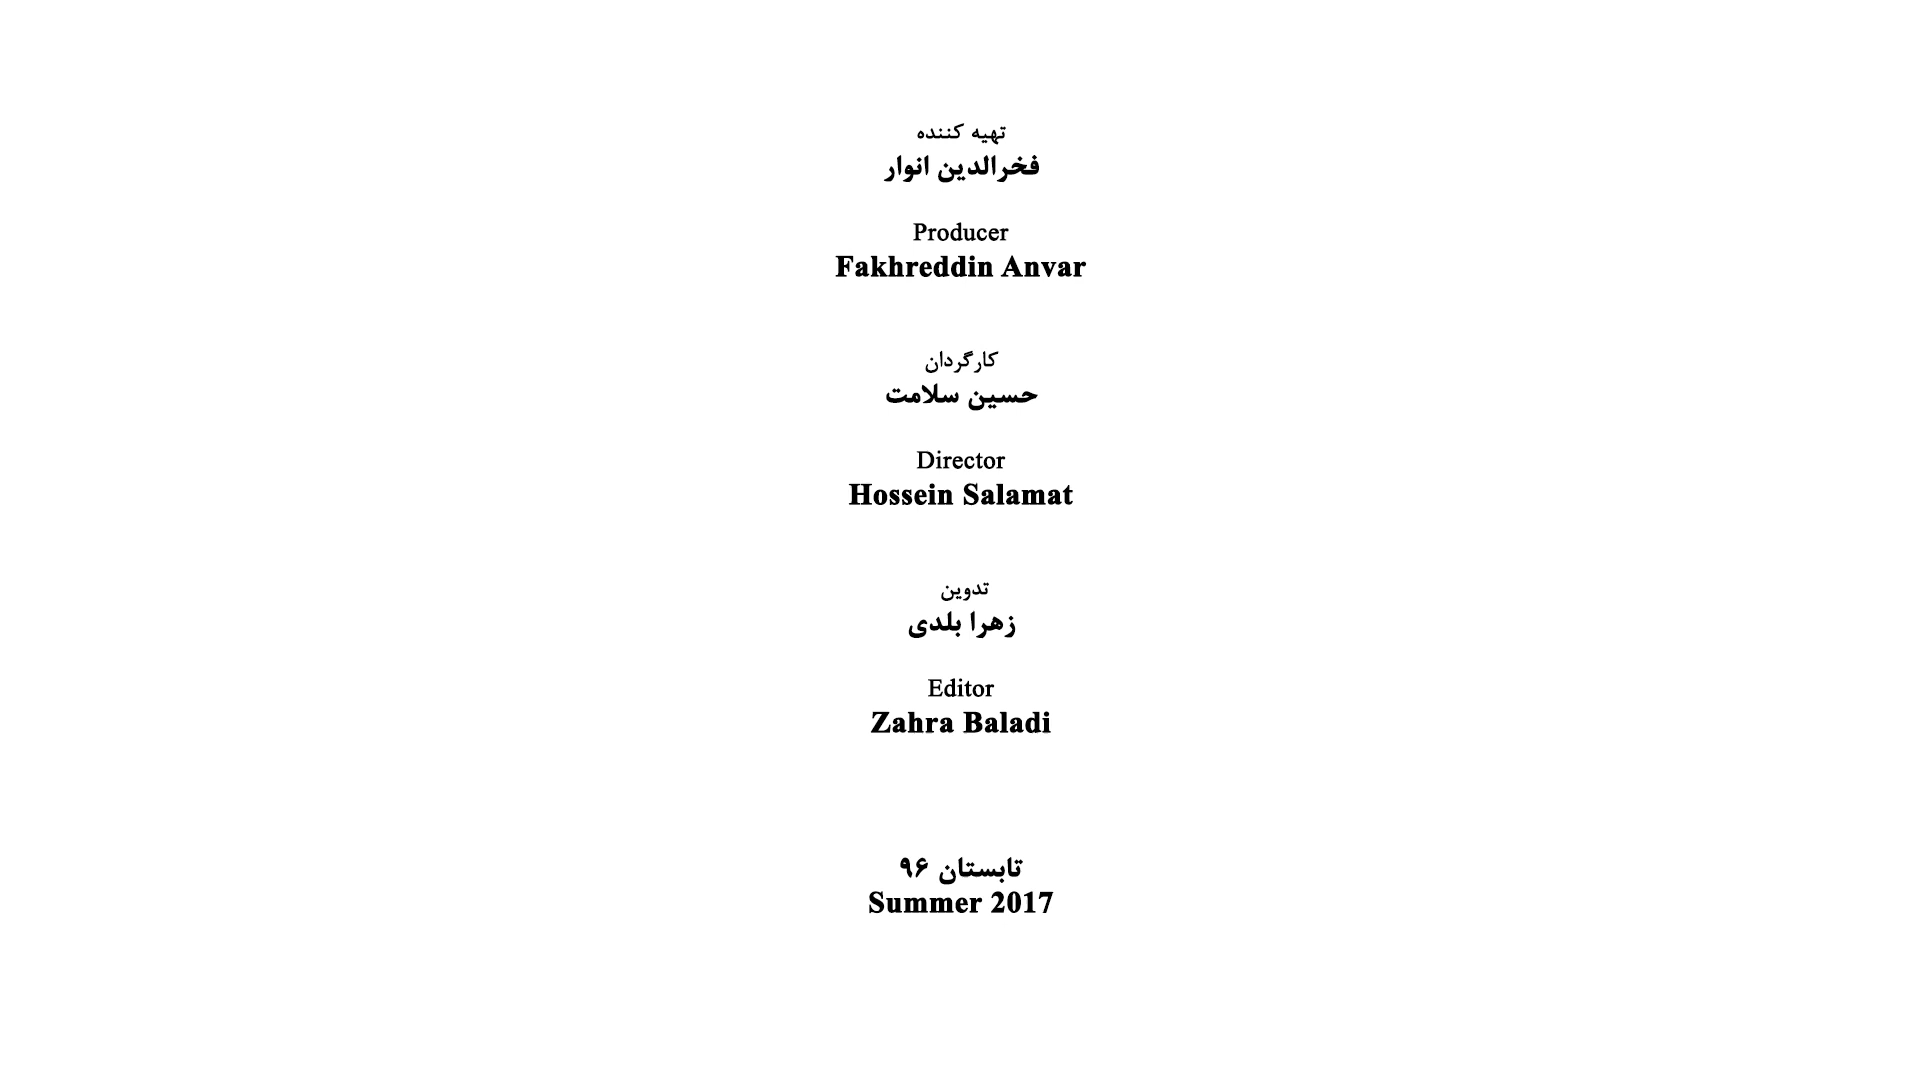 تهیه کننده
فخرالدین انوار
Producer
Fakhreddin Anvar
کارگردان
حسین سلامت
Director
Hossein Salamat
تدوین
زهرا بلدی
Editor
Zahra Baladi
تابستان ۹۶
Summer 2017